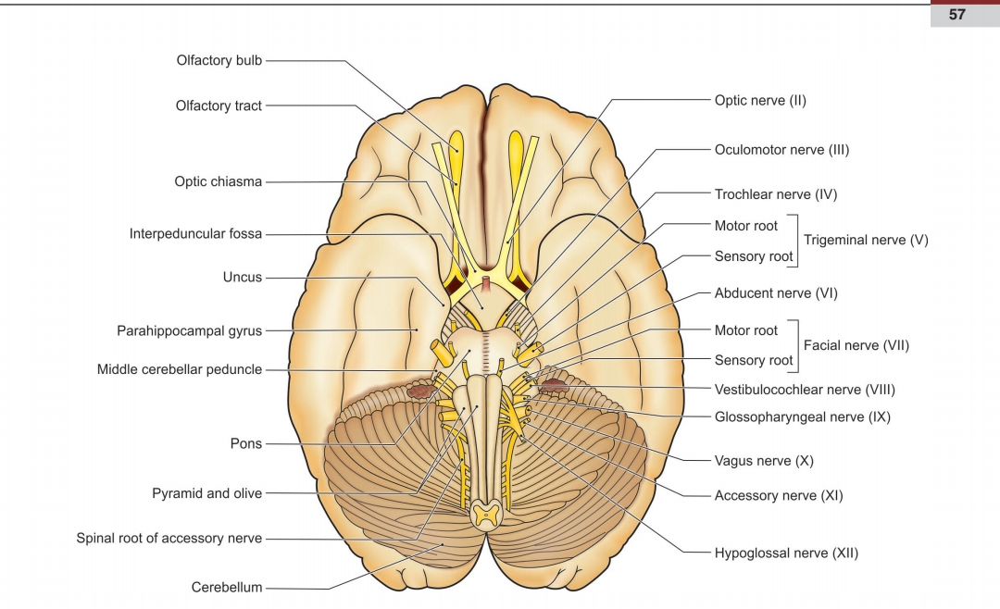 57
Olfactory bulb
Olfactory tract
Optic chiasma
Interpeduncular fossa
Uncus
Parahippocampal gyrus
Middle cerebellar peduncle
Pons
Pyramid and olive
Spinal root of accessory nerve
Cerebellum
Optic nerve (II)
Oculomotor nerve (III)
Trochlear nerve (IV)
Motor root
Sensory root
Trigeminal nerve (V)
Abducent nerve (VI)
Motor root
Sensory root
Facial nerve (VII)
Vestibulocochlear nerve (VIII)
Glossopharyngeal nerve (IX)
Vagus nerve (X)
Accessory nerve (XI)
Hypoglossal nerve (XII)